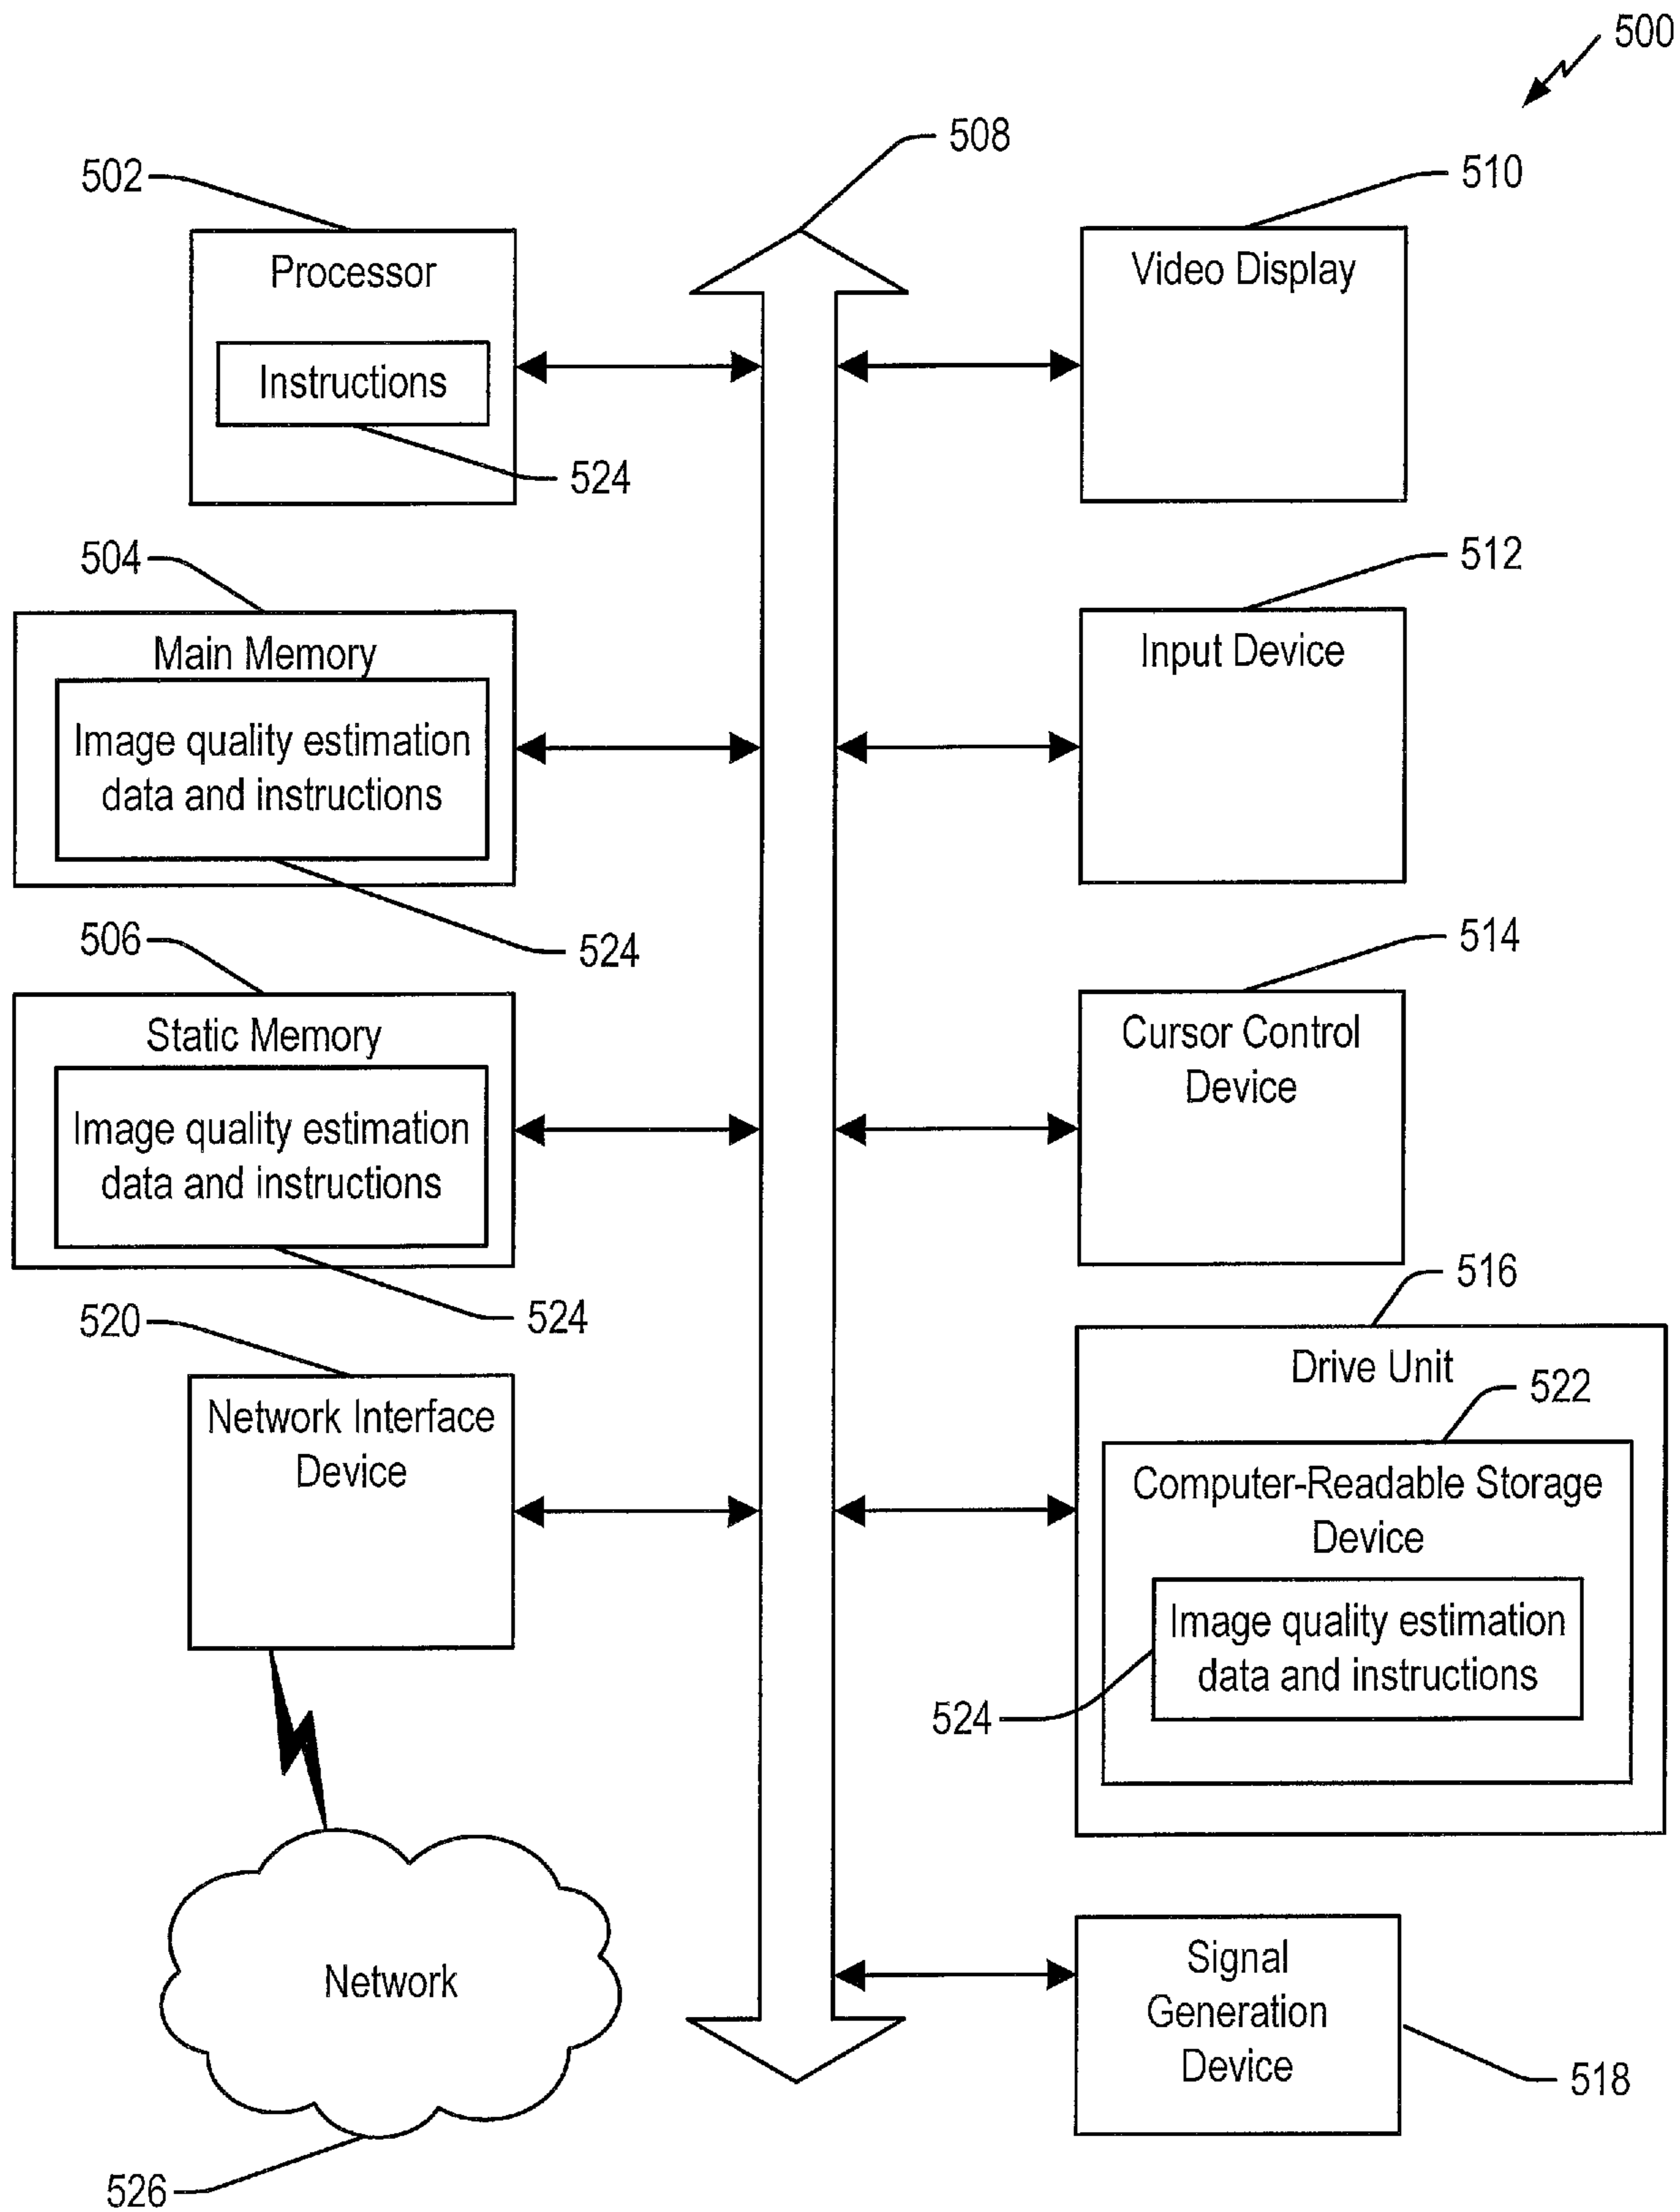 500
508
502
510
Processor
Instructions
524
Video Display
504
512
Main Memory
Image quality estimation
data and instructions
524
Input Device
506
514
Static Memory
Image quality estimation
data and instructions
524
Cursor Control
Device
520
516
Network Interface
Device
Drive Unit
522
Computer-Readable Storage
Device
Image quality estimation
data and instructions
524
Network
526
Signal
Generation
Device
518